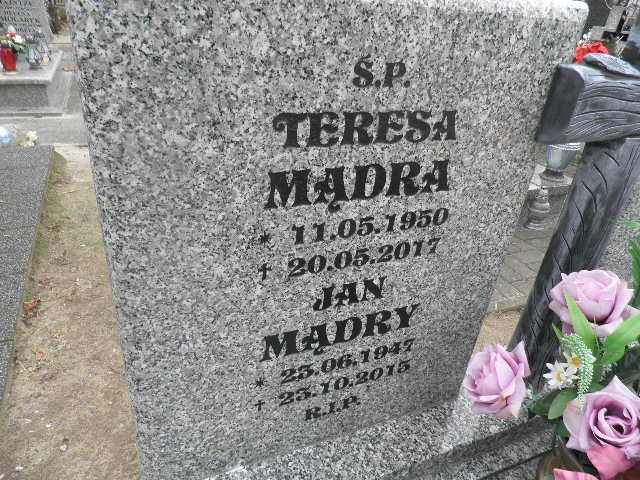 Ś.P.
TERESA
MĄDRA
* 11.05.1950
† 20.05.2017
JAN
MĄDRY
* 23.06.1947
† 23.10.2015
R.I.P.